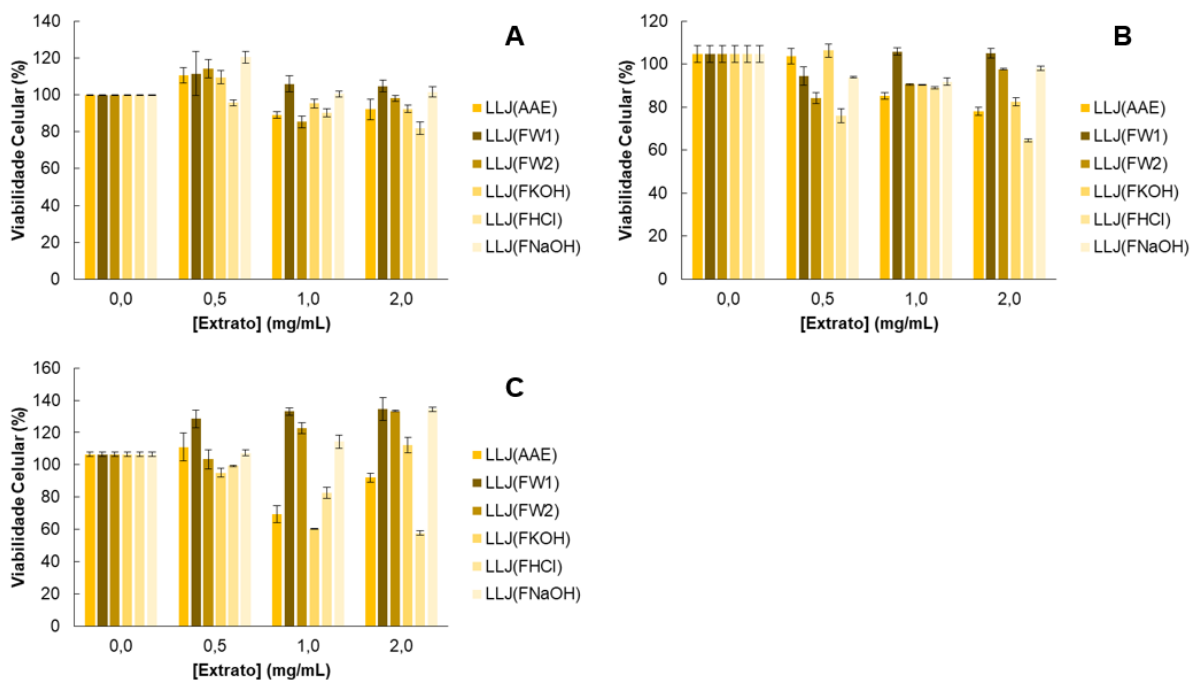 A
Viabilidade Celular (%)
140
120
100
80
60
40
20
0
0,0 0,5 1,0 2,0
[Extrato] (mg/mL)
LLJ(AAE)
LLJ(FW1)
LLJ(FW2)
LLJ(FKOH)
LLJ(FHCl)
LLJ(FNaOH)
B
Viabilidade Celular (%)
120
100
80
60
40
20
0
0,0 0,5 1,0 2,0
[Extrato] (mg/mL)
LLJ(AAE)
LLJ(FW1)
LLJ(FW2)
LLJ(FKOH)
LLJ(FHCl)
LLJ(FNaOH)
C
Viabilidade Celular (%)
160
140
120
100
80
60
40
20
0
0,0 0,5 1,0 2,0
[Extrato] (mg/mL)
LLJ(AAE)
LLJ(FW1)
LLJ(FW2)
LLJ(FKOH)
LLJ(FHCl)
LLJ(FNaOH)